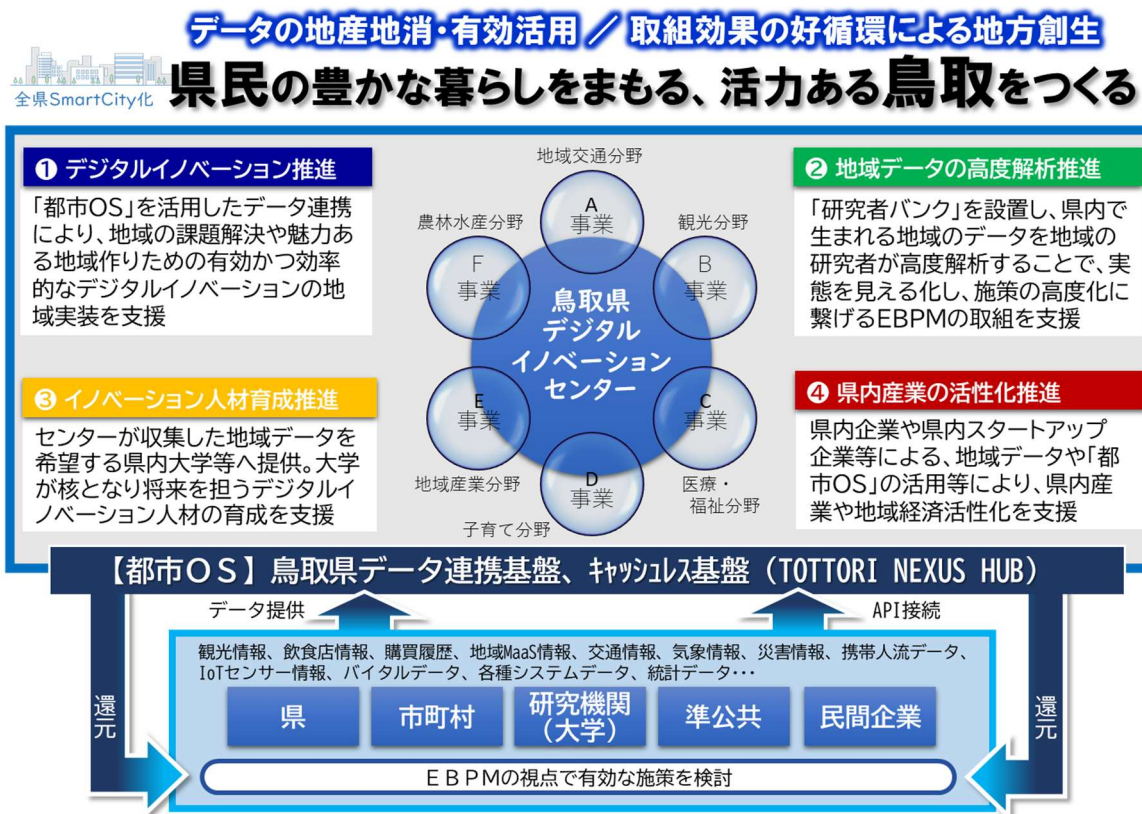 データの地産地消・有効活用 ／ 取組効果の好循環による地方創生
全県SmartCity化
県民の豊かな暮らしをまもる、活力ある鳥取をつくる
❶ デジタルイノベーション推進
「都市OS」を活用したデータ連携
により、地域の課題解決や魅力あ
る地域作りための有効かつ効率
的なデジタルイノベーションの地
域実装を支援
❸ イノベーション人材育成推進
センターが収集した地域データを
希望する県内大学等へ提供。大学
が核となり将来を担うデジタルイ
ノベーション人材の育成を支援
地域交通分野
A
事業
観光分野
B
事業
医療・
福祉分野
C
事業
子育て分野
D
事業
地域産業分野
E
事業
農林水産分野
F
事業
鳥取県
デジタル
イノベーション
センター
❷ 地域データの高度解析推進
「研究者バンク」を設置し、県内で
生まれる地域のデータを地域の
研究者が高度解析することで、実
態を見える化し、施策の高度化に
繋げるEBPMの取組を支援
❹ 県内産業の活性化推進
県内企業や県内スタートアップ
企業等による、地域データや「都
市OS」の活用等により、県内産
業や地域経済活性化を支援
【都市ＯＳ】鳥取県データ連携基盤、ｷｬｯｼｭﾚｽ基盤（TOTTORI NEXUS HUB）
データ提供
API接続
観光情報、飲食店情報、購買履歴、地域MaaS情報、交通情報、気象情報、災害情報、携帯人流データ、
IoTセンサー情報、バイタルデータ、各種システムデータ、統計データ・・・
県
市町村
研究機関
（大学）
準公共
民間企業
還元
還元
ＥＢＰＭの視点で有効な施策を検討